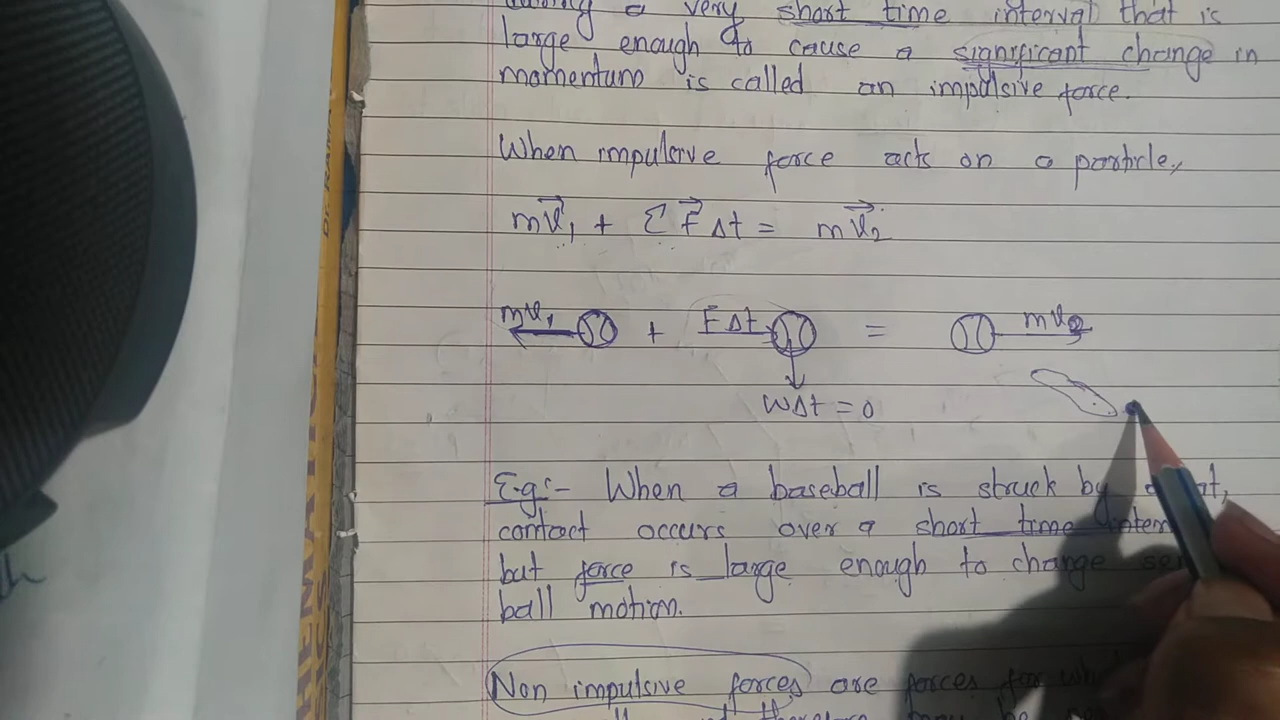 a very short time interval that is
large enough to cause a significant change in
momentum is called an impulsive force.
When impulsive force acts on a particle,
mv⃗₁ + Σ F⃗ Δt = mv⃗₂
mv₁ + FΔt = mv₂
WΔt = 0
E.g:- When a baseball is struck by
contact occurs over a short time
but force is large enough to change
ball motion.
Non impulsive forces are forces for